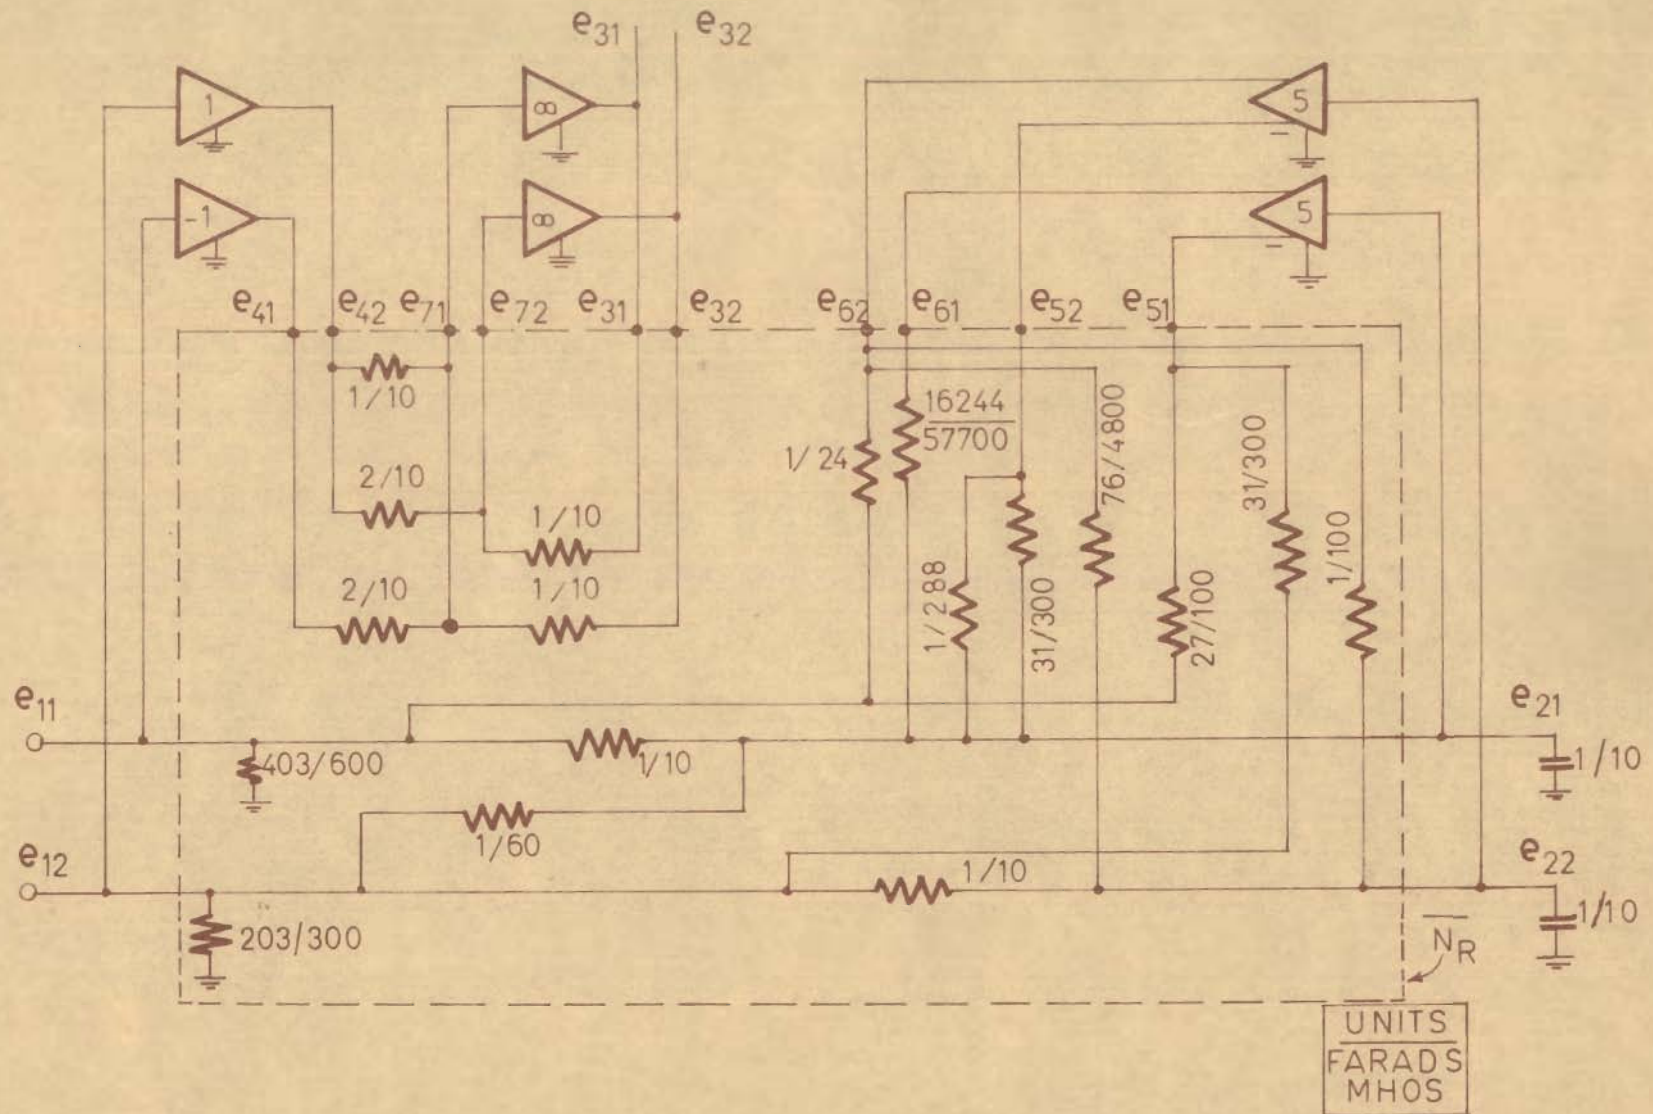 e31 e32
1 8 5
-1 8 5
- -
e41 e42 e71 e72 e31 e32 e62 e61 e52 e51
1/10
2/10
1/10
2/10 1/10
1/24
16244
57700
1/288
31/300
76/4800
27/100
31/300
1/100
e11 e21
403/600 1/10 1/10
1/60
e12 e22
1/10 1/10
203/300
NR
UNITS
FARADS
MHOS